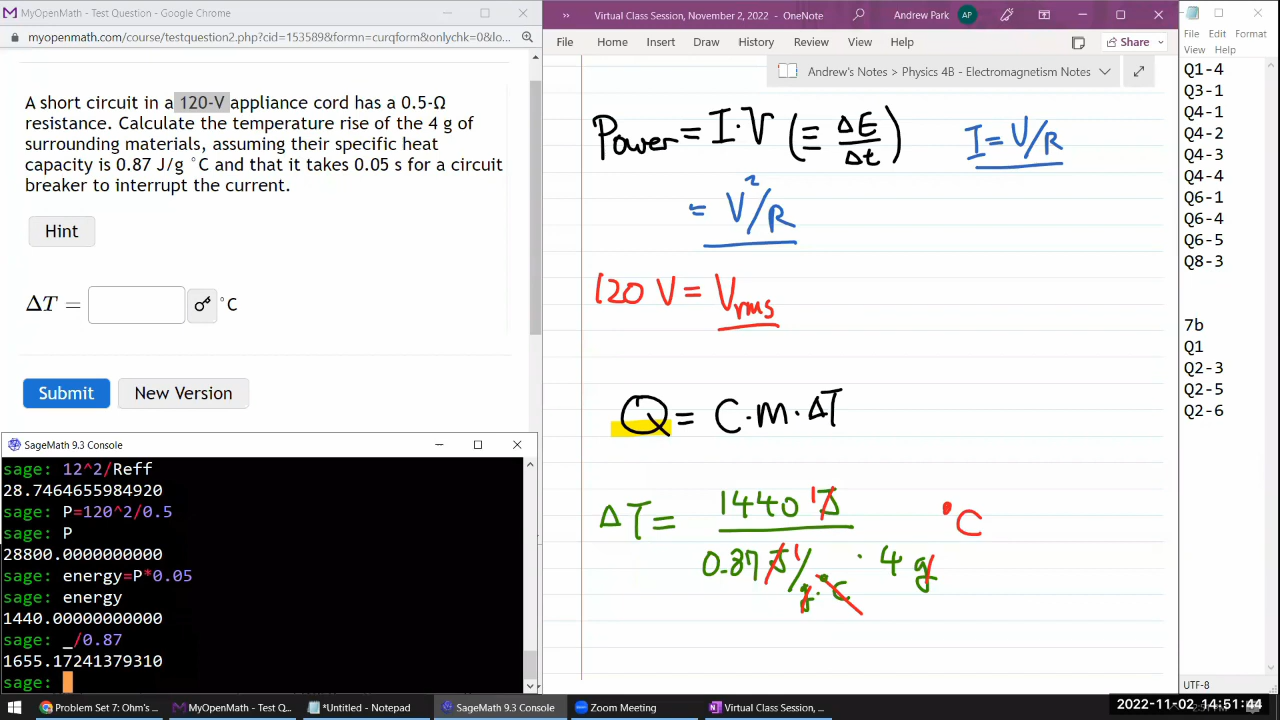 MyOpenMath - Test Question - Google Chrome
myopenmath.com/course/testquestion2.php?cid=153589&formn=curqform&onlychk=0&lo...
A short circuit in a 120-V appliance cord has a 0.5-Ω
resistance. Calculate the temperature rise of the 4 g of
surrounding materials, assuming their specific heat
capacity is 0.87 J/g °C and that it takes 0.05 s for a circuit
breaker to interrupt the current.
Hint
ΔT = °C
Submit New Version
SageMath 9.3 Console
sage: 12^2/Reff
28.7464655984920
sage: P=120^2/0.5
sage: P
28800.0000000000
sage: energy=P*0.05
sage: energy
1440.00000000000
sage: _/0.87
1655.17241379310
sage:
Virtual Class Session, November 2, 2022 - OneNote
Andrew Park AP
File Home Insert Draw History Review View Help Share
Andrew's Notes > Physics 4B - Electromagnetism Notes
Power = I·V (≡ ΔE/Δt) I = V/R
= V²/R
120 V = Vrms
Q = C·m·ΔT
ΔT = 1440 J 1 °C
0.87 J 1/g·°C · 4 g
File Edit Format
View Help
Q1-4
Q3-1
Q4-1
Q4-2
Q4-3
Q4-4
Q6-1
Q6-4
Q6-5
Q8-3
7b
Q1
Q2-3
Q2-5
Q2-6
UTF-8
Problem Set 7: Ohm's... MyOpenMath - Test Q... *Untitled - Notepad SageMath 9.3 Console Zoom Meeting Virtual Class Session,...
2022-11-02 14:51:44